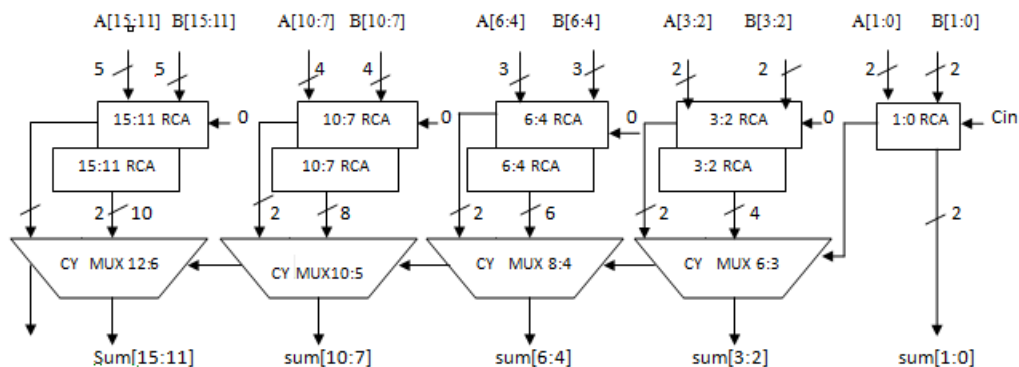 A[15:11] B[15:11] A[10:7] B[10:7] A[6:4] B[6:4] A[3:2] B[3:2] A[1:0] B[1:0]
5 5 4 4 3 3 2 2 2 2
15:11 RCA 0 10:7 RCA 0 6:4 RCA 0 3:2 RCA 0 1:0 RCA Cin
15:11 RCA 10:7 RCA 6:4 RCA 3:2 RCA
2 10 2 8 2 6 2 4 2
CY MUX 12:6 CY MUX10:5 CY MUX 8:4 CY MUX 6:3
Sum[15:11] sum[10:7] sum[6:4] sum[3:2] sum[1:0]